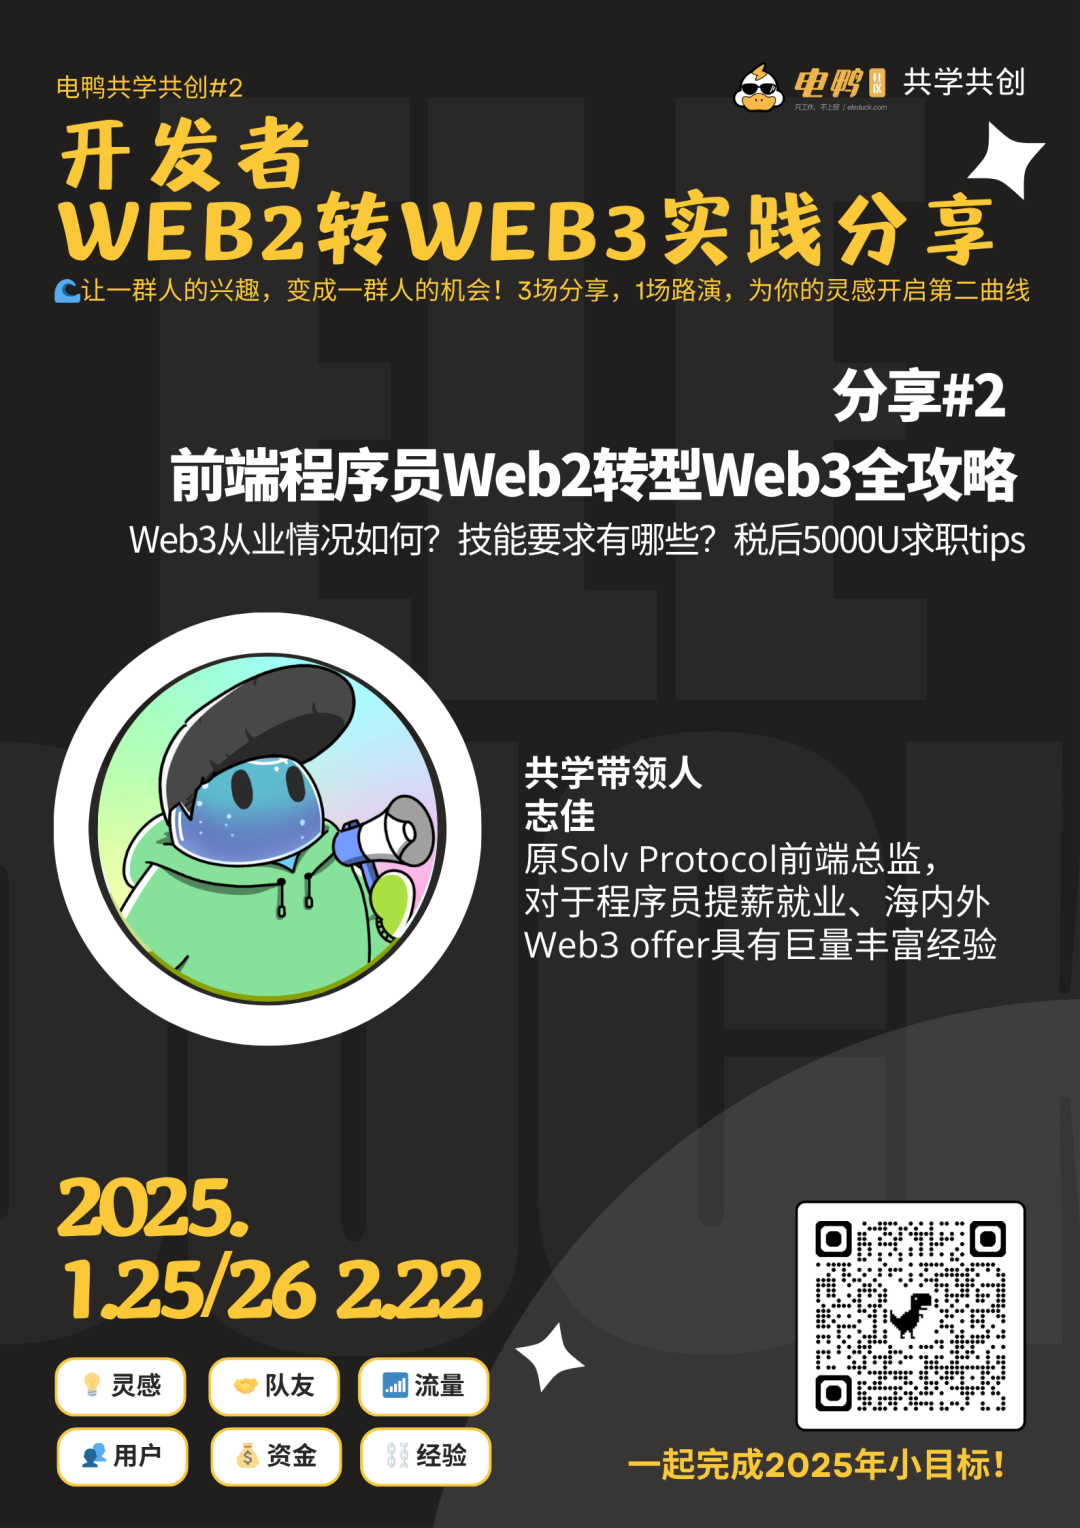 电鸭共学共创#2
电鸭 社区 共学共创
只工作，不上班 | eleduck.com
开发者
WEB2转WEB3实践分享
🌊让一群人的兴趣，变成一群人的机会！3场分享，1场路演，为你的灵感开启第二曲线
分享#2
前端程序员Web2转型Web3全攻略
Web3从业情况如何？技能要求有哪些？税后5000U求职tips
共学带领人
志佳
原Solv Protocol前端总监，
对于程序员提薪就业、海内外
Web3 offer具有巨量丰富经验
2025.
1.25/26 2.22
灵感 队友 流量
用户 资金 经验
一起完成2025年小目标！
ELE
DUCK